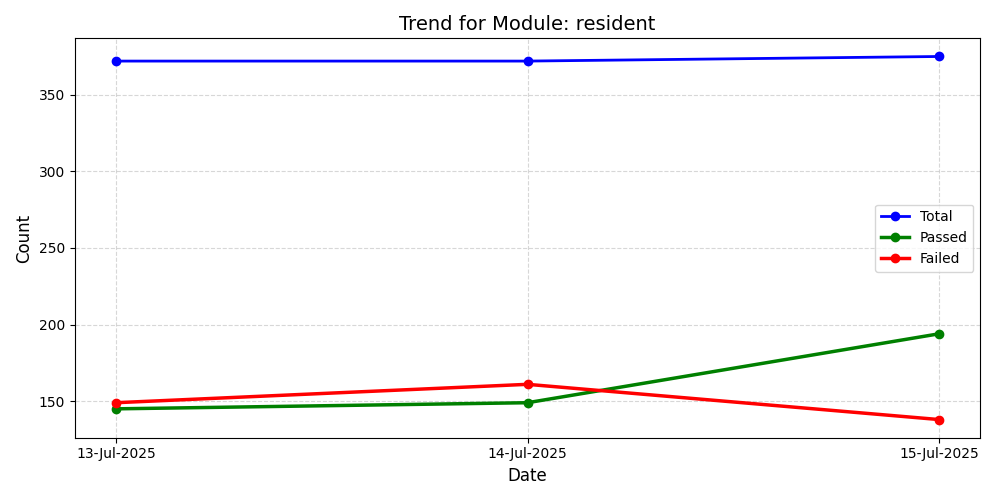 Trend for Module: resident
Count
350
300
250
200
150
Total
Passed
Failed
13-Jul-2025
14-Jul-2025
15-Jul-2025
Date